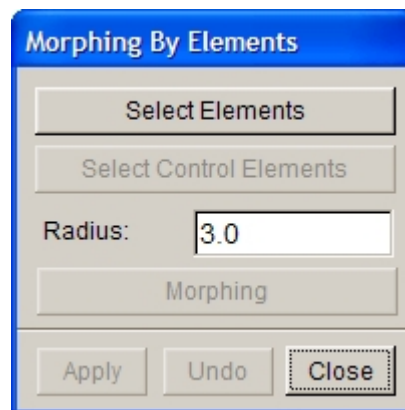 Morphing By Elements
Select Elements
Select Control Elements
Radius: 3.0
Morphing
Apply Undo Close